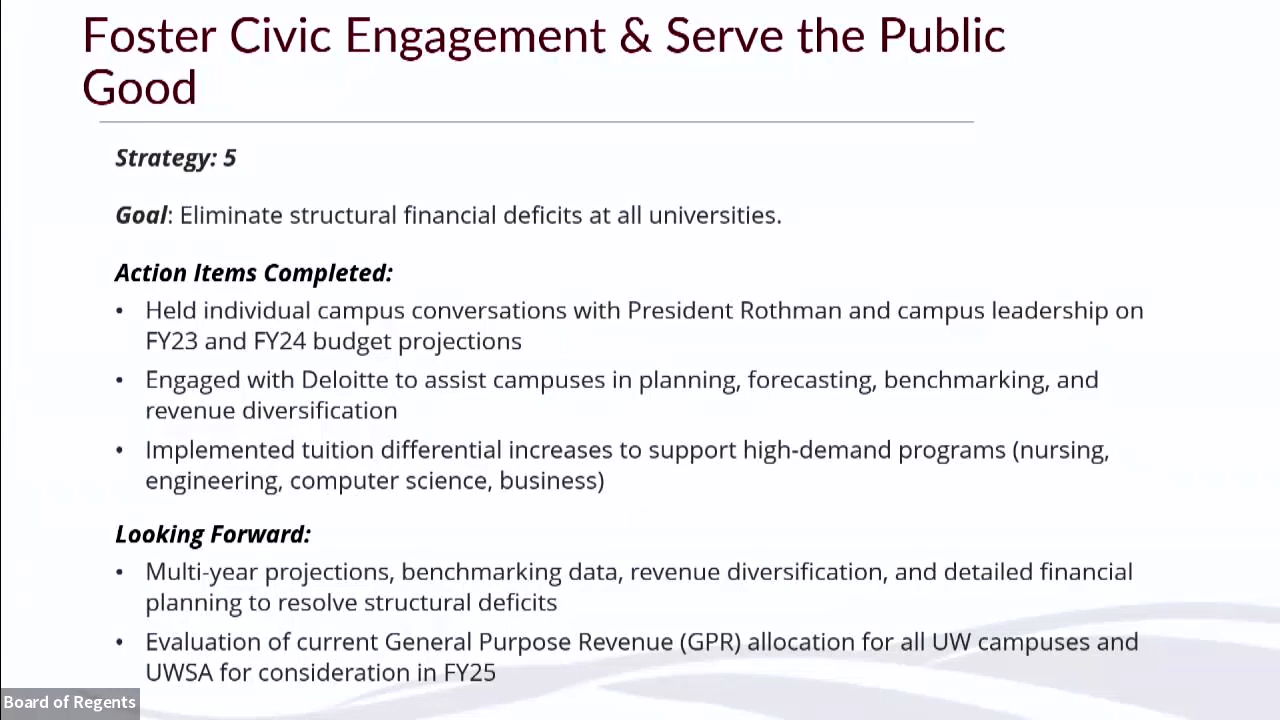 Foster Civic Engagement & Serve the Public
Good
Strategy: 5
Goal: Eliminate structural financial deficits at all universities.
Action Items Completed:
• Held individual campus conversations with President Rothman and campus leadership on
FY23 and FY24 budget projections
• Engaged with Deloitte to assist campuses in planning, forecasting, benchmarking, and
revenue diversification
• Implemented tuition differential increases to support high-demand programs (nursing,
engineering, computer science, business)
Looking Forward:
• Multi-year projections, benchmarking data, revenue diversification, and detailed financial
planning to resolve structural deficits
• Evaluation of current General Purpose Revenue (GPR) allocation for all UW campuses and
UWSA for consideration in FY25
Board of Regents